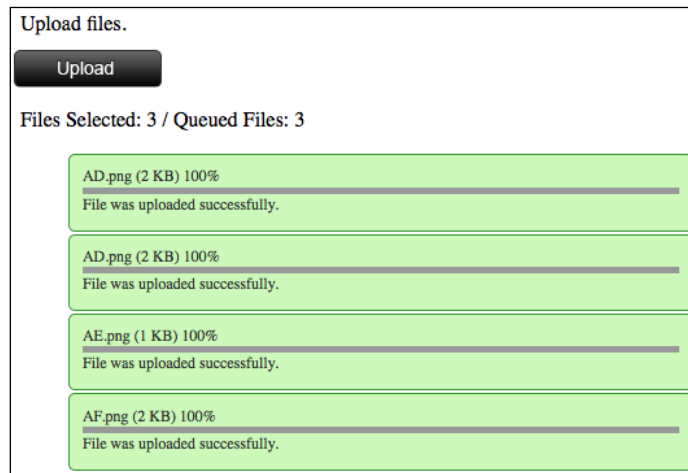 Upload files.
Upload
Files Selected: 3 / Queued Files: 3
AD.png (2 KB) 100%
File was uploaded successfully.
AD.png (2 KB) 100%
File was uploaded successfully.
AE.png (1 KB) 100%
File was uploaded successfully.
AF.png (2 KB) 100%
File was uploaded successfully.